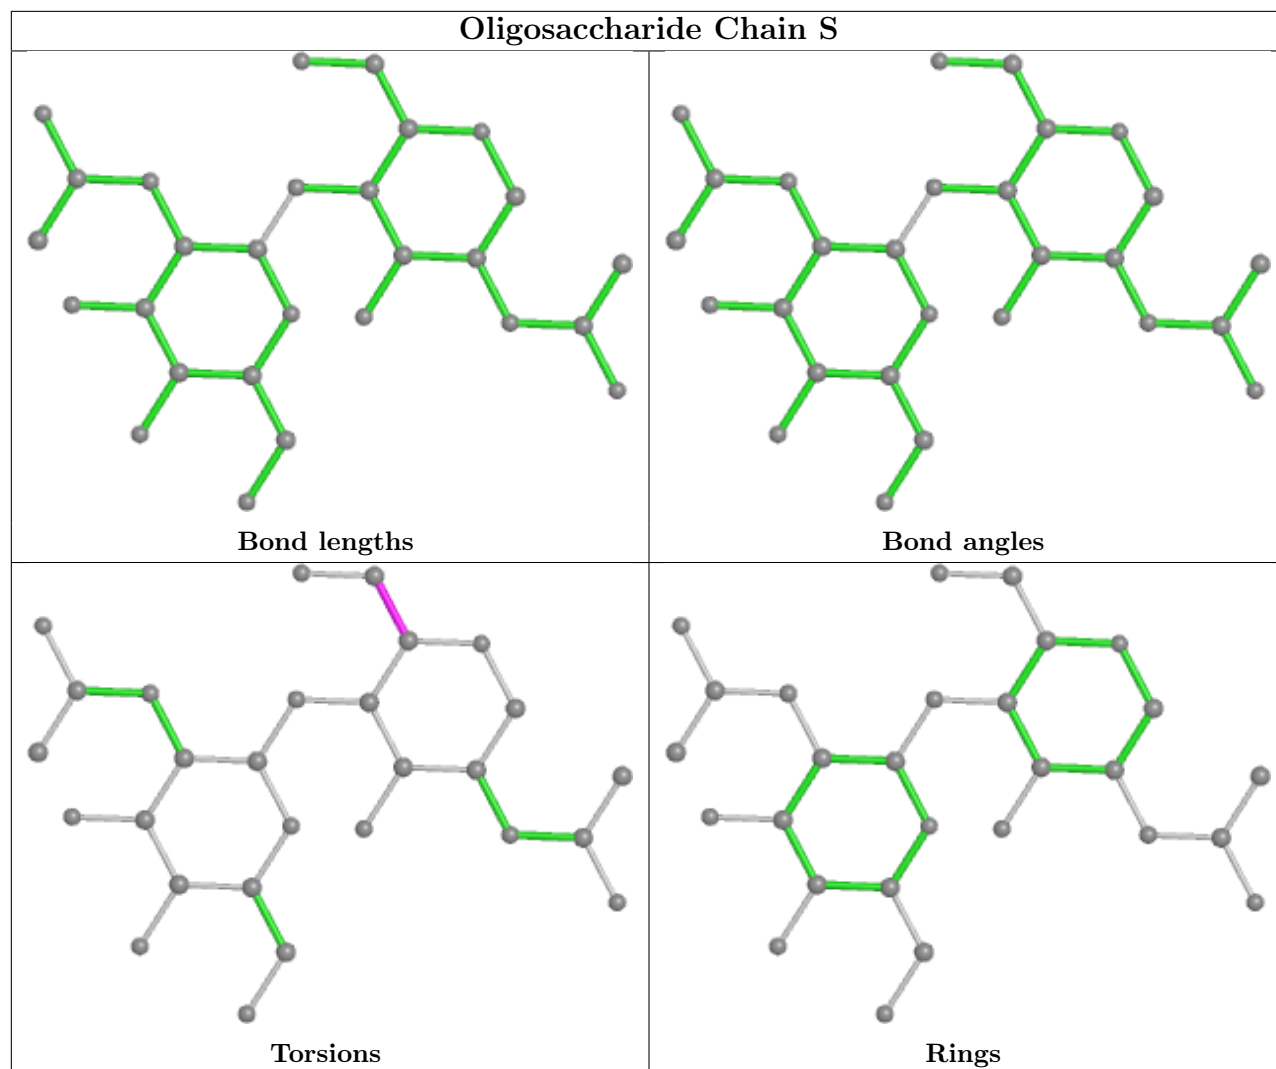 Oligosaccharide Chain S
Bond lengths
Bond angles
Torsions
Rings